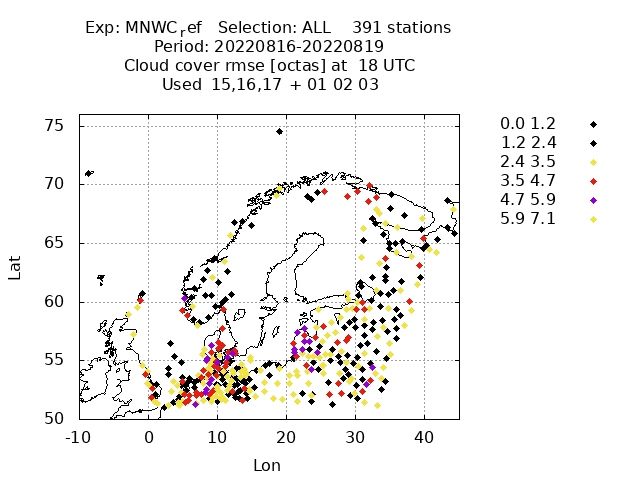 Exp: MNWCref   Selection: ALL    391 stations
Period: 20220816-20220819
Cloud cover rmse [octas] at  18 UTC
Used  15,16,17  + 01 02 03
75
70
65
60
55
50
-10 0 10 20 30 40
Lat
Lon
0.0 1.2
1.2 2.4
2.4 3.5
3.5 4.7
4.7 5.9
5.9 7.1